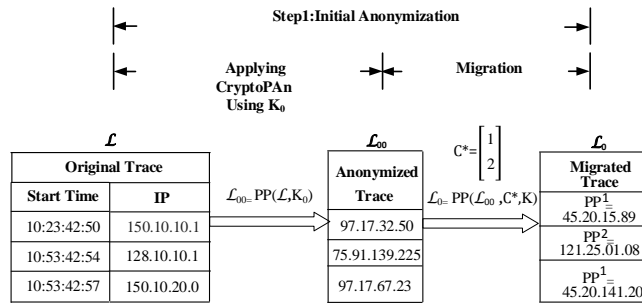 Step1:Initial Anonymization
Applying
CryptoPAn
Using K₀
Migration
ℒ
Original Trace
Start Time IP
10:23:42:50 150.10.10.1
10:53:42:54 128.10.10.1
10:53:42:57 150.10.20.0
ℒ₀₀= PP(ℒ,K₀)
ℒ₀₀
Anonymized
Trace
97.17.32.50
75.91.139.225
97.17.67.23
C*=[1
2]
ℒ₀= PP(ℒ₀₀ ,C*,K)
ℒ₀
Migrated
Trace
PP¹=
45.20.15.89
PP²=
121.25.01.08
PP¹=
45.20.141.20